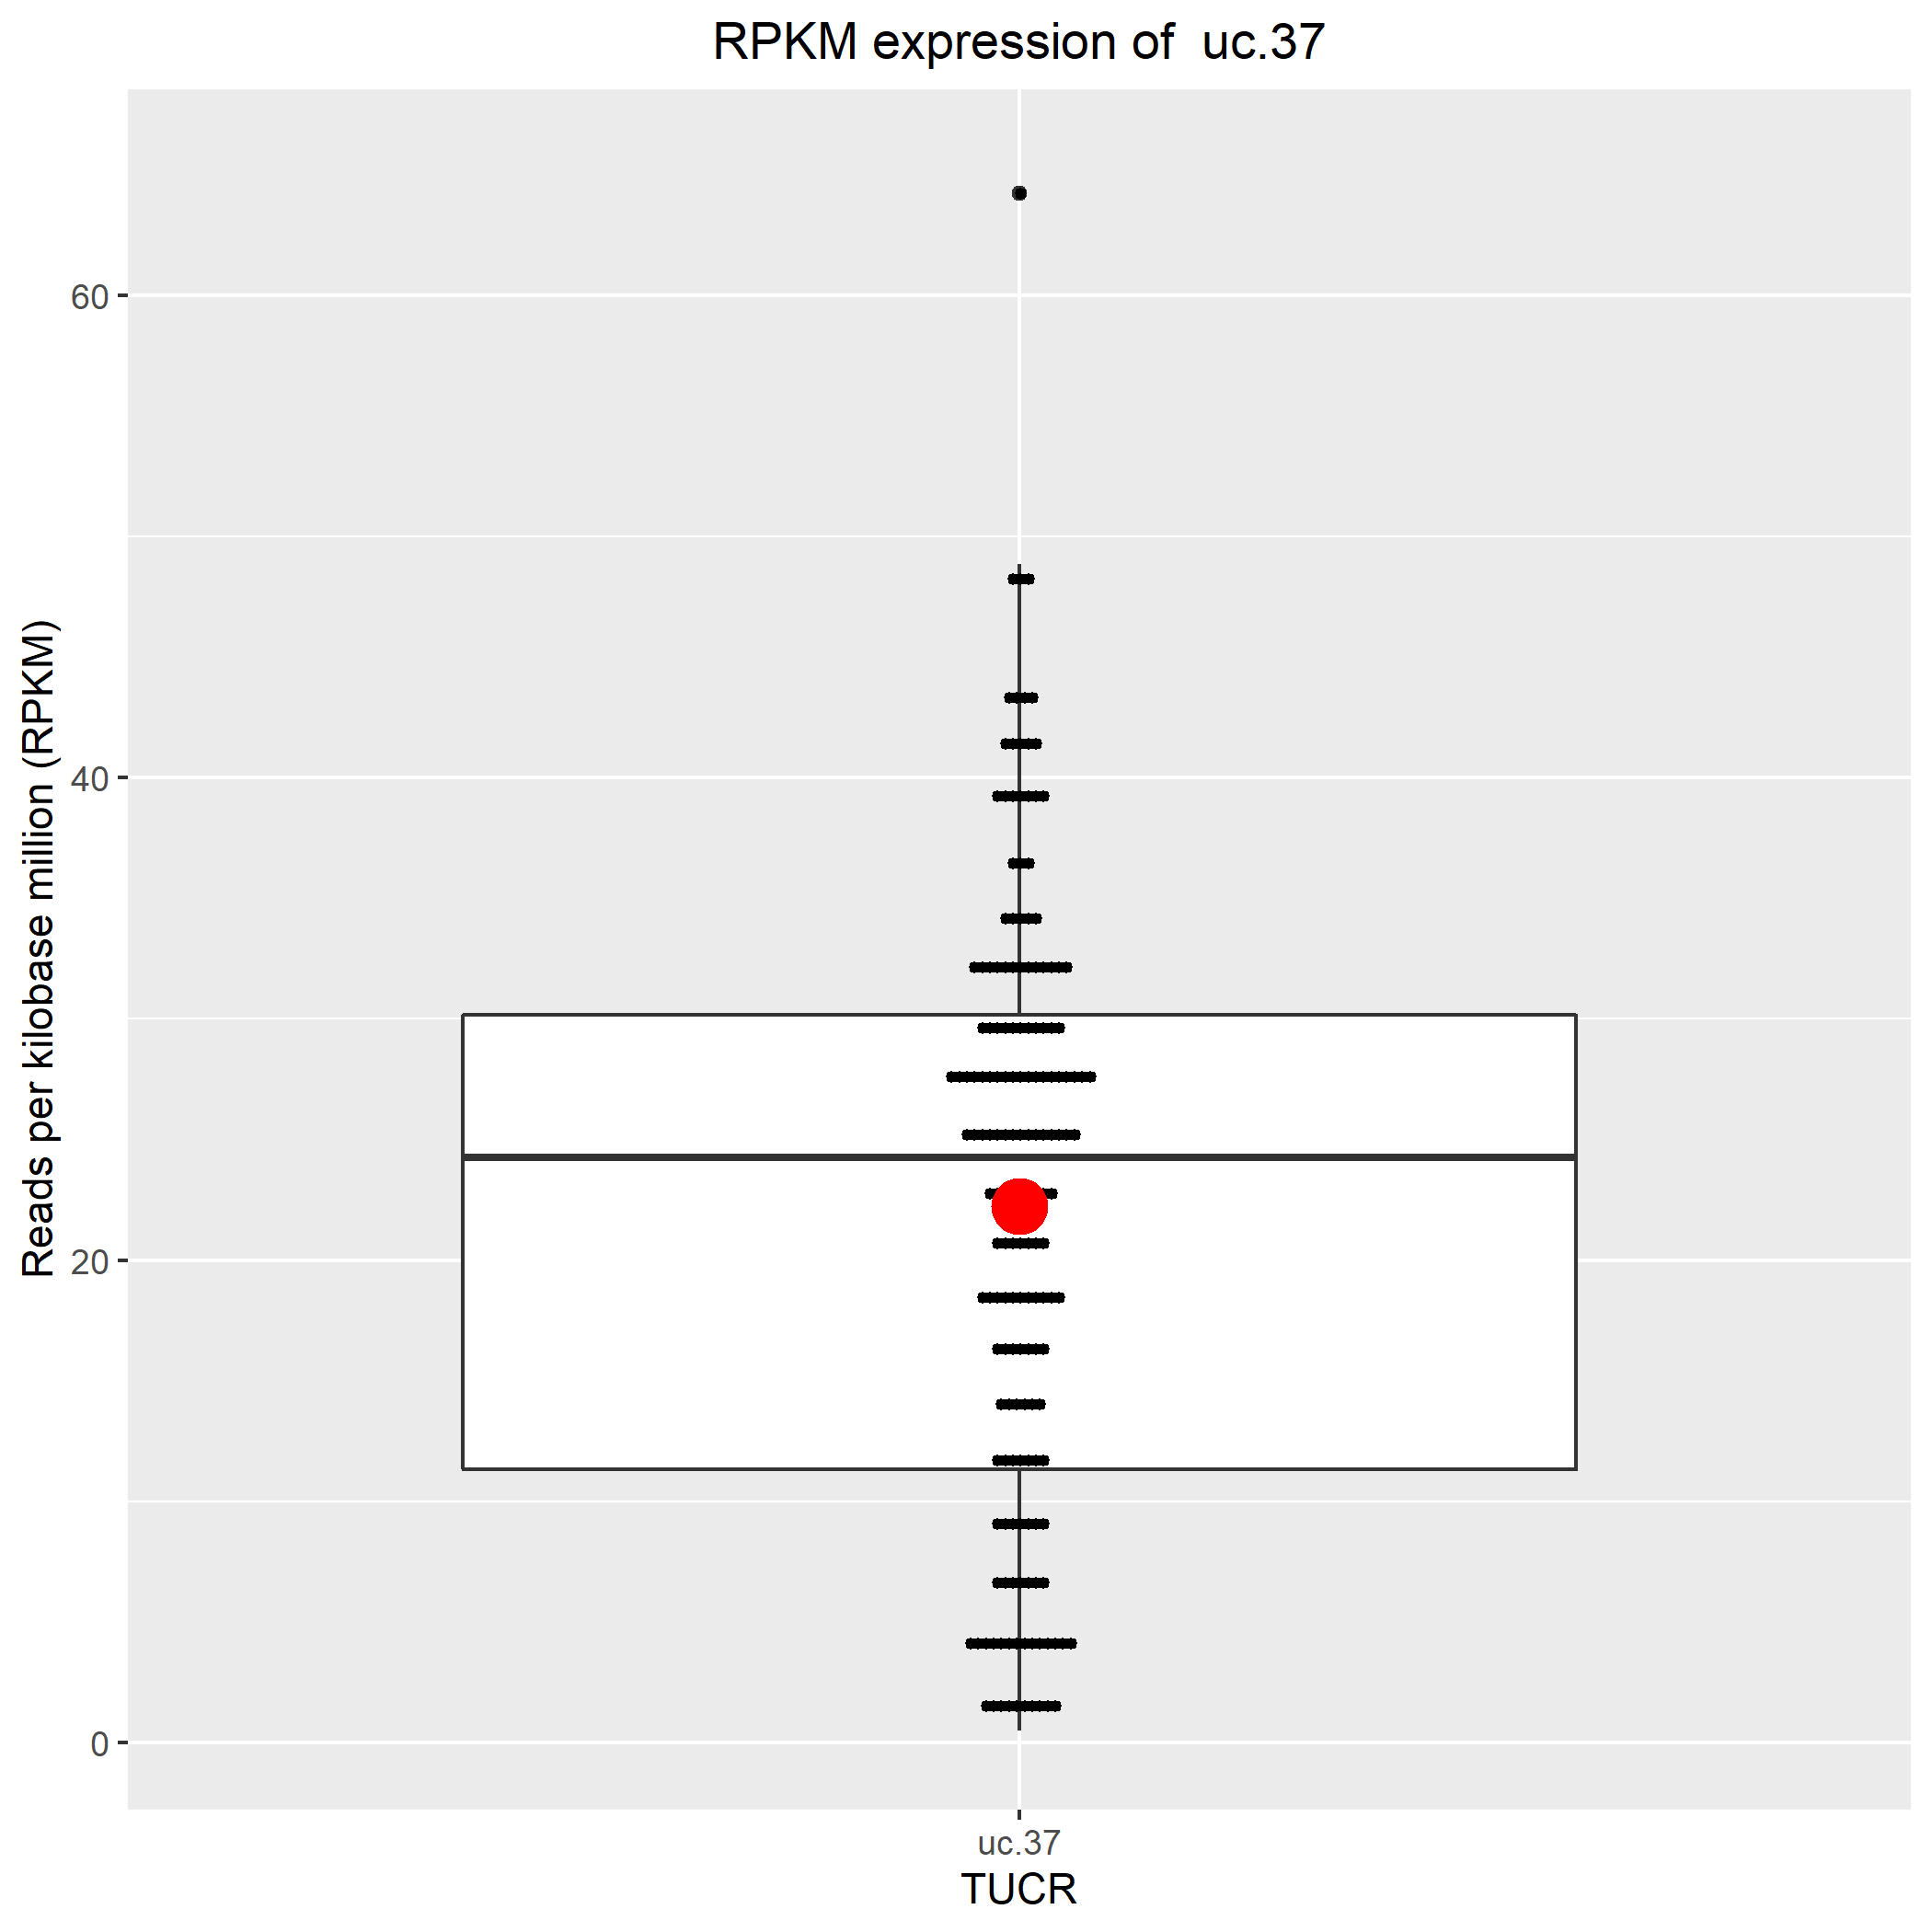 RPKM expression of  uc.37
Reads per kilobase million (RPKM)
60
40
20
0
uc.37
TUCR